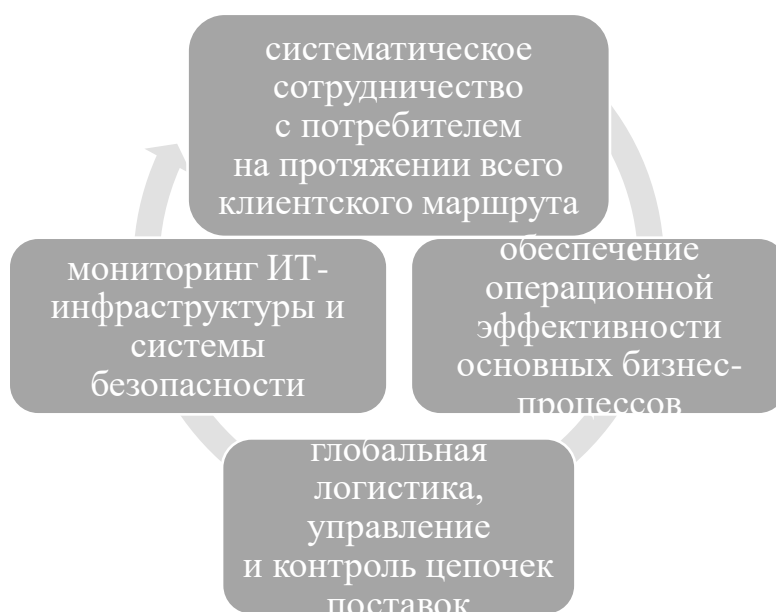 систематическое
сотрудничество
с потребителем
на протяжении всего
клиентского маршрута
обеспечение
операционной
эффективности
основных бизнес-
процессов
глобальная
логистика,
управление
и контроль цепочек
поставок
мониторинг ИТ-
инфраструктуры и
системы
безопасности